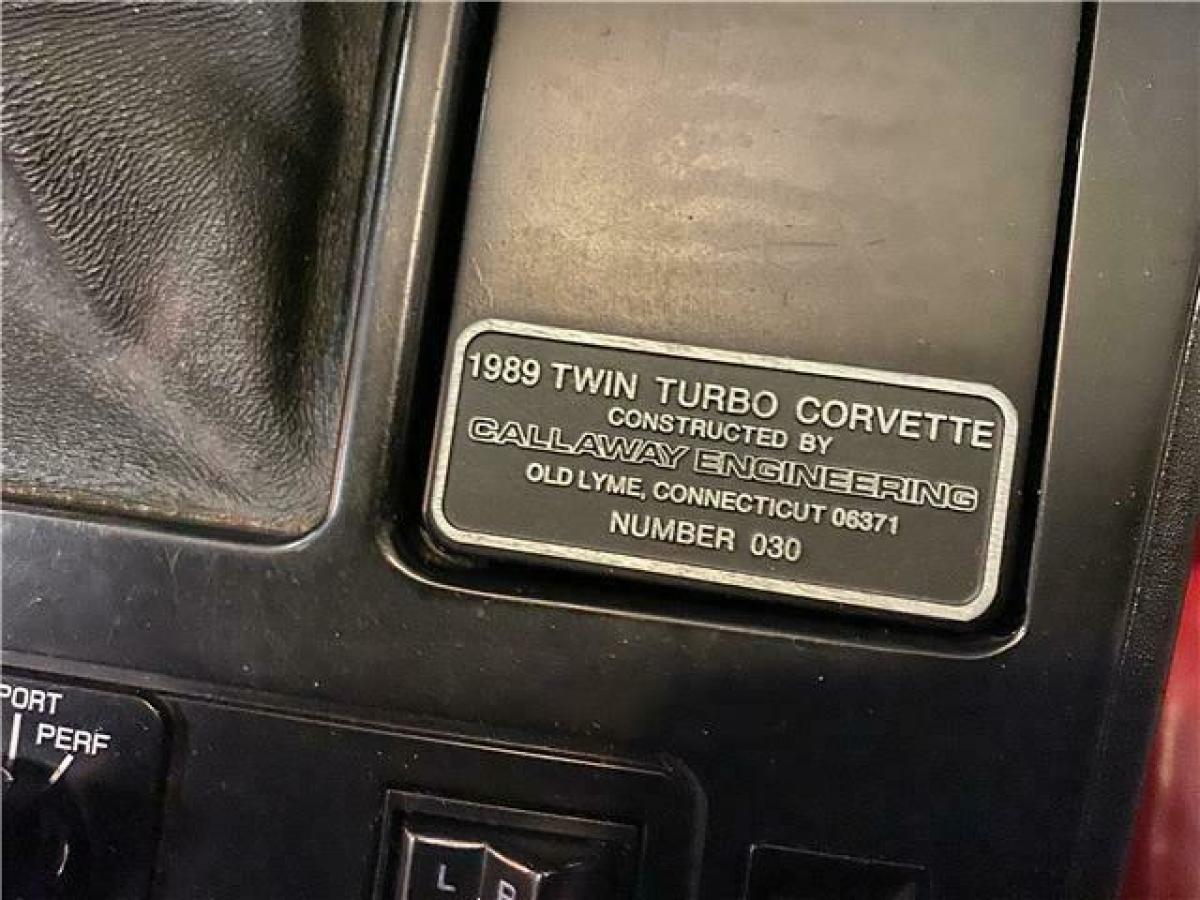 1989 TWIN TURBO CORVETTE
CONSTRUCTED BY
CALLAWAY ENGINEERING
OLD LYME, CONNECTICUT 06371
NUMBER 030
PORT
PERF
L R